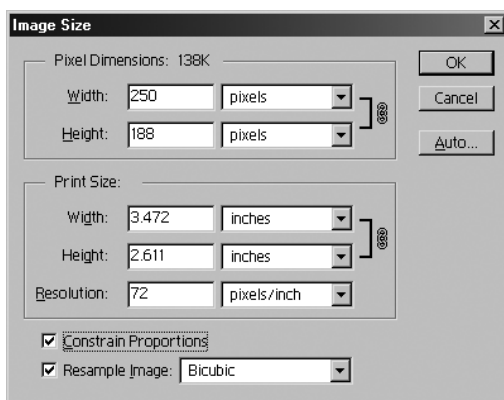 Image Size
Pixel Dimensions: 138K
Width: 250 pixels
Height: 188 pixels
Print Size:
Width: 3.472 inches
Height: 2.611 inches
Resolution: 72 pixels/inch
Constrain Proportions
Resample Image: Bicubic
OK
Cancel
Auto...